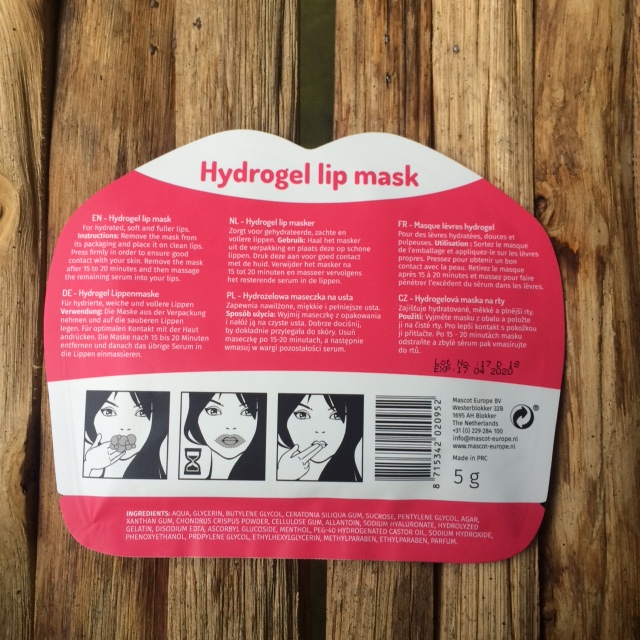 Hydrogel lip mask
EN - Hydrogel lip mask
For hydrated, soft and fuller lips.
Instructions: Remove the mask from
its packaging and place it on clean lips.
Press firmly in order to ensure good
contact with your skin. Remove the mask
after 15 to 20 minutes and then massage
the remaining serum into your lips.
DE - Hydrogel Lippenmaske
Für hydrierte, weiche und vollere Lippen
Verwendung: Die Maske aus der Verpackung
nehmen und auf die sauberen Lippen
legen. Für optimalen Kontakt mit der Haut
andrücken. Die Maske nach 15 bis 20 Minuten
entfernen und danach das übrige Serum in
die Lippen einmassieren.
NL - Hydrogel lip masker
Zorgt voor gehydrateerde, zachte en
vollere lippen. Gebruik: Haal het masker
uit de verpakking en plaats deze op schone
lippen. Druk deze aan voor goed contact
met de huid. Verwijder het masker na
15 tot 20 minuten en masseer vervolgens
het resterende serum in de lippen.
PL - Hydrożelowa maseczka na usta
Zapewnia nawilżone, miękkie i pełniejsze usta.
Sposób użycia: Wyjmij maseczkę z opakowania
i nałóż ją na czyste usta. Dobrze dociśnij,
by dokładnie przylegała do skóry. Usuń
maseczkę po 15-20 minutach, a następnie
wmasuj w wargi pozostałości serum.
FR - Masque lèvres hydrogel
Pour des lèvres hydratées, douces et
pulpeuses. Utilisation : Sortez le masque
de l'emballage et appliquez-le sur les lèvres
propres. Pressez pour obtenir un bon
contact avec la peau. Retirez le masque
après 15 à 20 minutes et massez pour faire
pénétrer l'excédent du sérum dans les lèvres.
CZ - Hydrogelová maska na rty
Zajišťuje hydratované, měkké a plnější rty.
Použití: Vyjměte masku z obalu a položte
ji na čisté rty. Pro lepší kontakt s pokožkou
ji přitlačte. Po 15 - 20 minutách masku
odstraňte a zbylé sérum pak vmasírujte
do rtů.
Lot No.:17 D 18
EXP:17 04 2020
8 715342 020952
Mascot Europe BV
Westerblokker 32B
1695 AH Blokker
The Netherlands
+31 (0) 229-284 100
info@mascot-europe.nl
www.mascot-europe.nl
Made in PRC
5 g
INGREDIENTS: AQUA, GLYCERIN, BUTYLENE GLYCOL, CERATONIA SILIQUA GUM, SUCROSE, PENTYLENE GLYCOL, AGAR,
XANTHAN GUM, CHONDRUS CRISPUS POWDER, CELLULOSE GUM, ALLANTOIN, SODIUM HYALURONATE, HYDROLYZED
GELATIN, DISODIUM EDTA, ASCORBYL GLUCOSIDE, MENTHOL, PEG-40 HYDROGENATED CASTOR OIL, SODIUM HYDROXIDE,
PHENOXYETHANOL, PROPYLENE GLYCOL, ETHYLHEXYLGLYCERIN, METHYLPARABEN, ETHYLPARABEN, PARFUM.